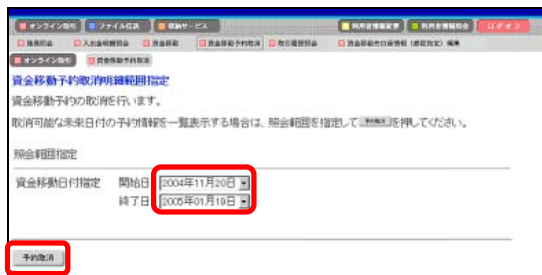 オンライン取引 ファイル伝送 収納サービス 利用者情報変更 利用者情報照会 ログオフ
残高照会 入出金明細照会 資金移動 資金移動予約取消 取引履歴照会 資金移動先口座情報(都度指定)編集
オンライン取引 資金移動予約取消
資金移動予約取消明細範囲指定
資金移動予約の取消を行います。
取消可能な未来日付の予約情報を一覧表示する場合は、照会範囲を指定して 予約取消 を押してください。
照会範囲指定
資金移動日付指定 開始日 2004年11月20日
終了日 2005年01月19日
予約取消